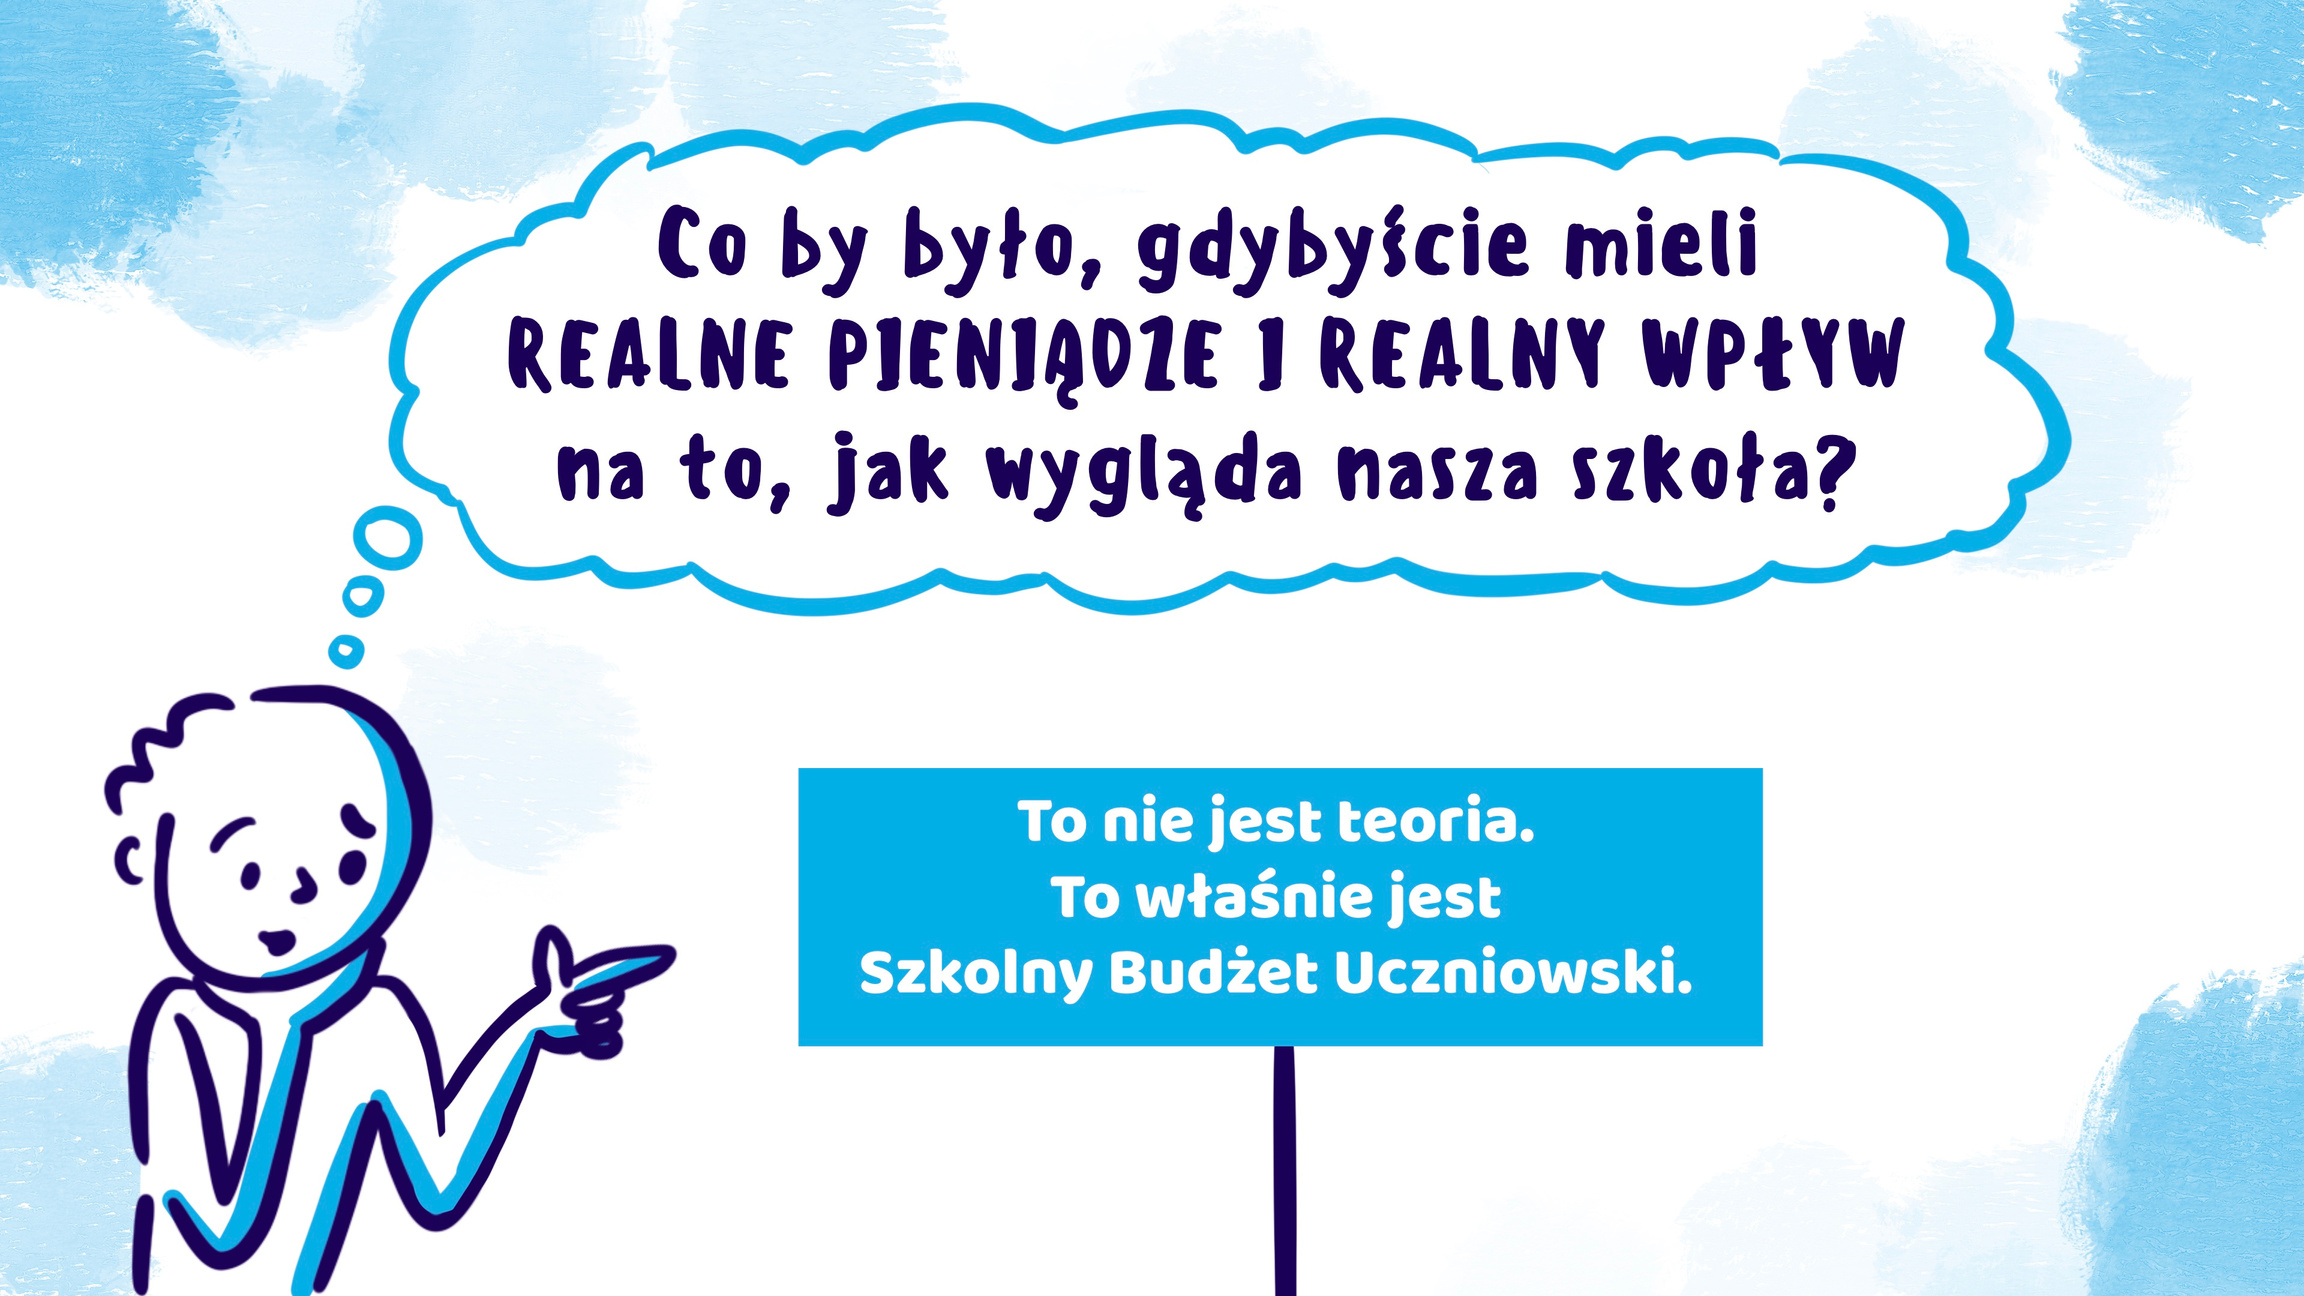 Co by było, gdybyście mieli
REALNE PIENIĄDZE I REALNY WPŁYW
na to, jak wygląda nasza szkoła?
To nie jest teoria.
To właśnie jest
Szkolny Budżet Uczniowski.